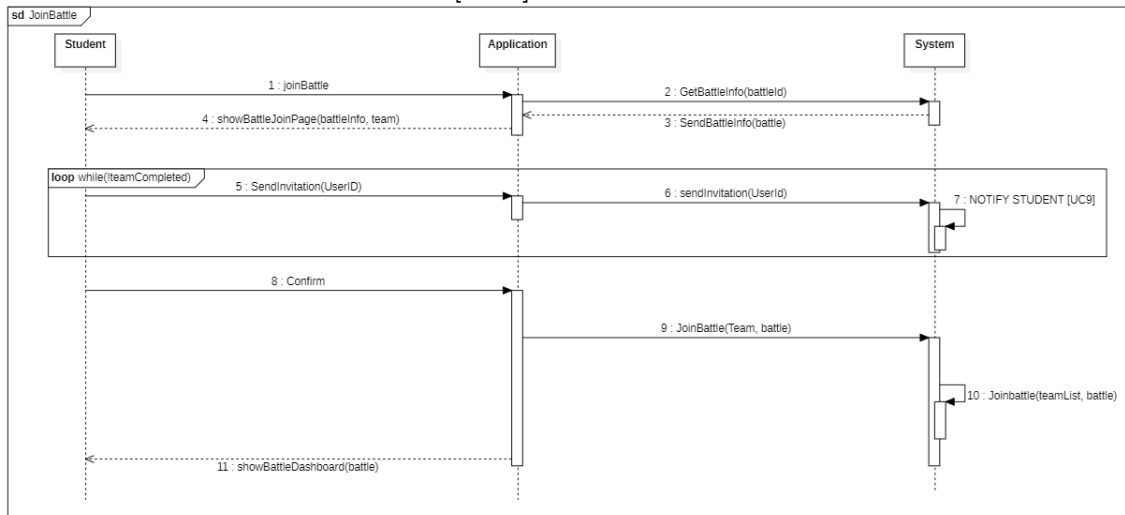 sd JoinBattle
Student
Application
System
1 : joinBattle
2 : GetBattleInfo(battleId)
3 : SendBattleInfo(battle)
4 : showBattleJoinPage(battleInfo, team)
loop while(!teamCompleted)
5 : SendInvitation(UserID)
6 : sendInvitation(UserId)
7 : NOTIFY STUDENT [UC9]
8 : Confirm
9 : JoinBattle(Team, battle)
10 : Joinbattle(teamList, battle)
11 : showBattleDashboard(battle)